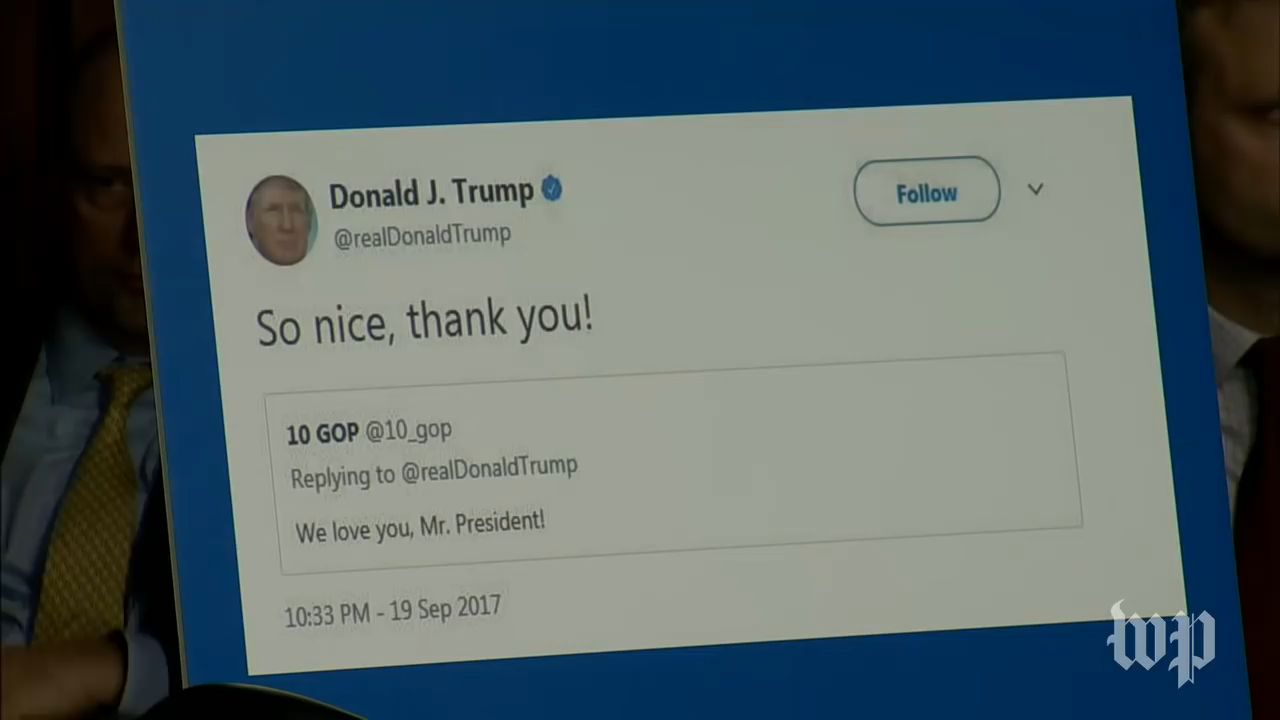 Donald J. Trump
@realDonaldTrump
Follow
So nice, thank you!
10 GOP @10_gop
Replying to @realDonaldTrump
We love you, Mr. President!
10:33 PM - 19 Sep 2017
wp